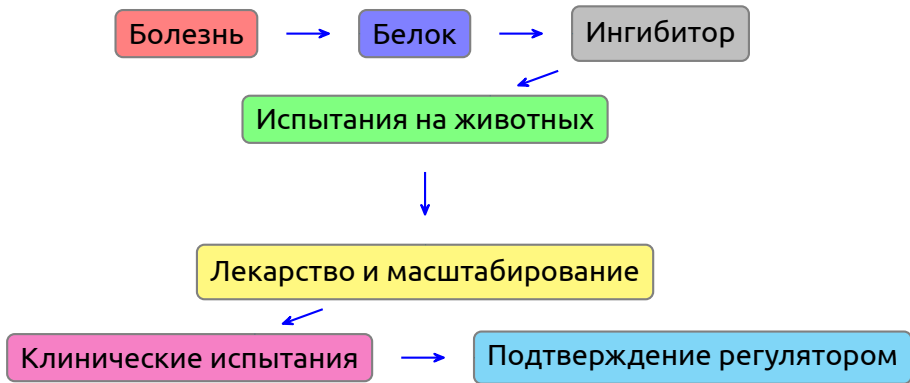 Болезнь
Белок
Ингибитор
Испытания на животных
Лекарство и масштабирование
Клинические испытания
Подтверждение регулятором